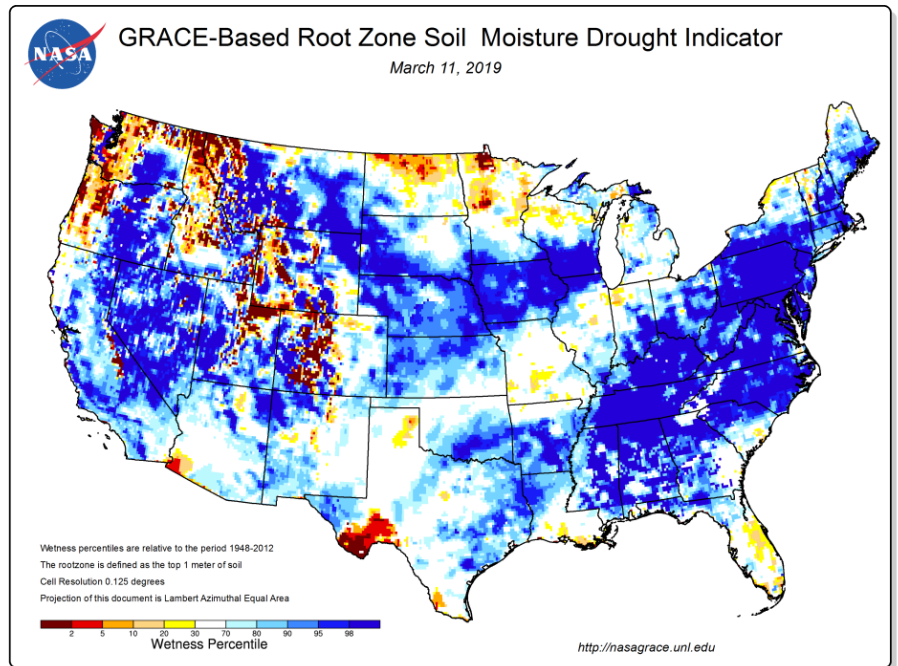 NASA
GRACE-Based Root Zone Soil Moisture Drought Indicator
March 11, 2019
Wetness percentiles are relative to the period 1948-2012
The rootzone is defined as the top 1 meter of soil
Cell Resolution 0.125 degrees
Projection of this document is Lambert Azimuthal Equal Area
2 5 10 20 30 70 80 90 95 98
Wetness Percentile
http://nasagrace.unl.edu